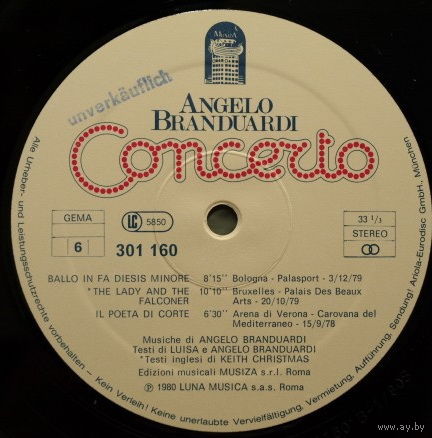 MUSIZA
unverkäuflich
ANGELO
BRANDUARDI
Concerto
GEMA
LC 5850
33 1/3
6
301 160
STEREO
BALLO IN FA DIESIS MINORE 8'15'' Bologna - Palasport - 3/12/79
*THE LADY AND THE FALCONER 10'10'' Bruxelles - Palais Des Beaux Arts - 20/10/79
IL POETA DI CORTE 6'30'' Arena di Verona - Carovana del Mediterraneo - 15/9/78
Musiche di ANGELO BRANDUARDI
Testi di LUISA e ANGELO BRANDUARDI
*Testi inglesi di KEITH CHRISTMAS
Edizioni musicali MUSIZA s.r.l. Roma
℗ 1980 LUNA MUSICA s.a.s. Roma
Alle Urheber- und Leistungsschutzrechte vorbehalten - Kein Verleih! Keine unerlaubte Vervielfältigung, Vermietung, Aufführung, Sendung! Ariola-Eurodisc GmbH, München
www.ay.by